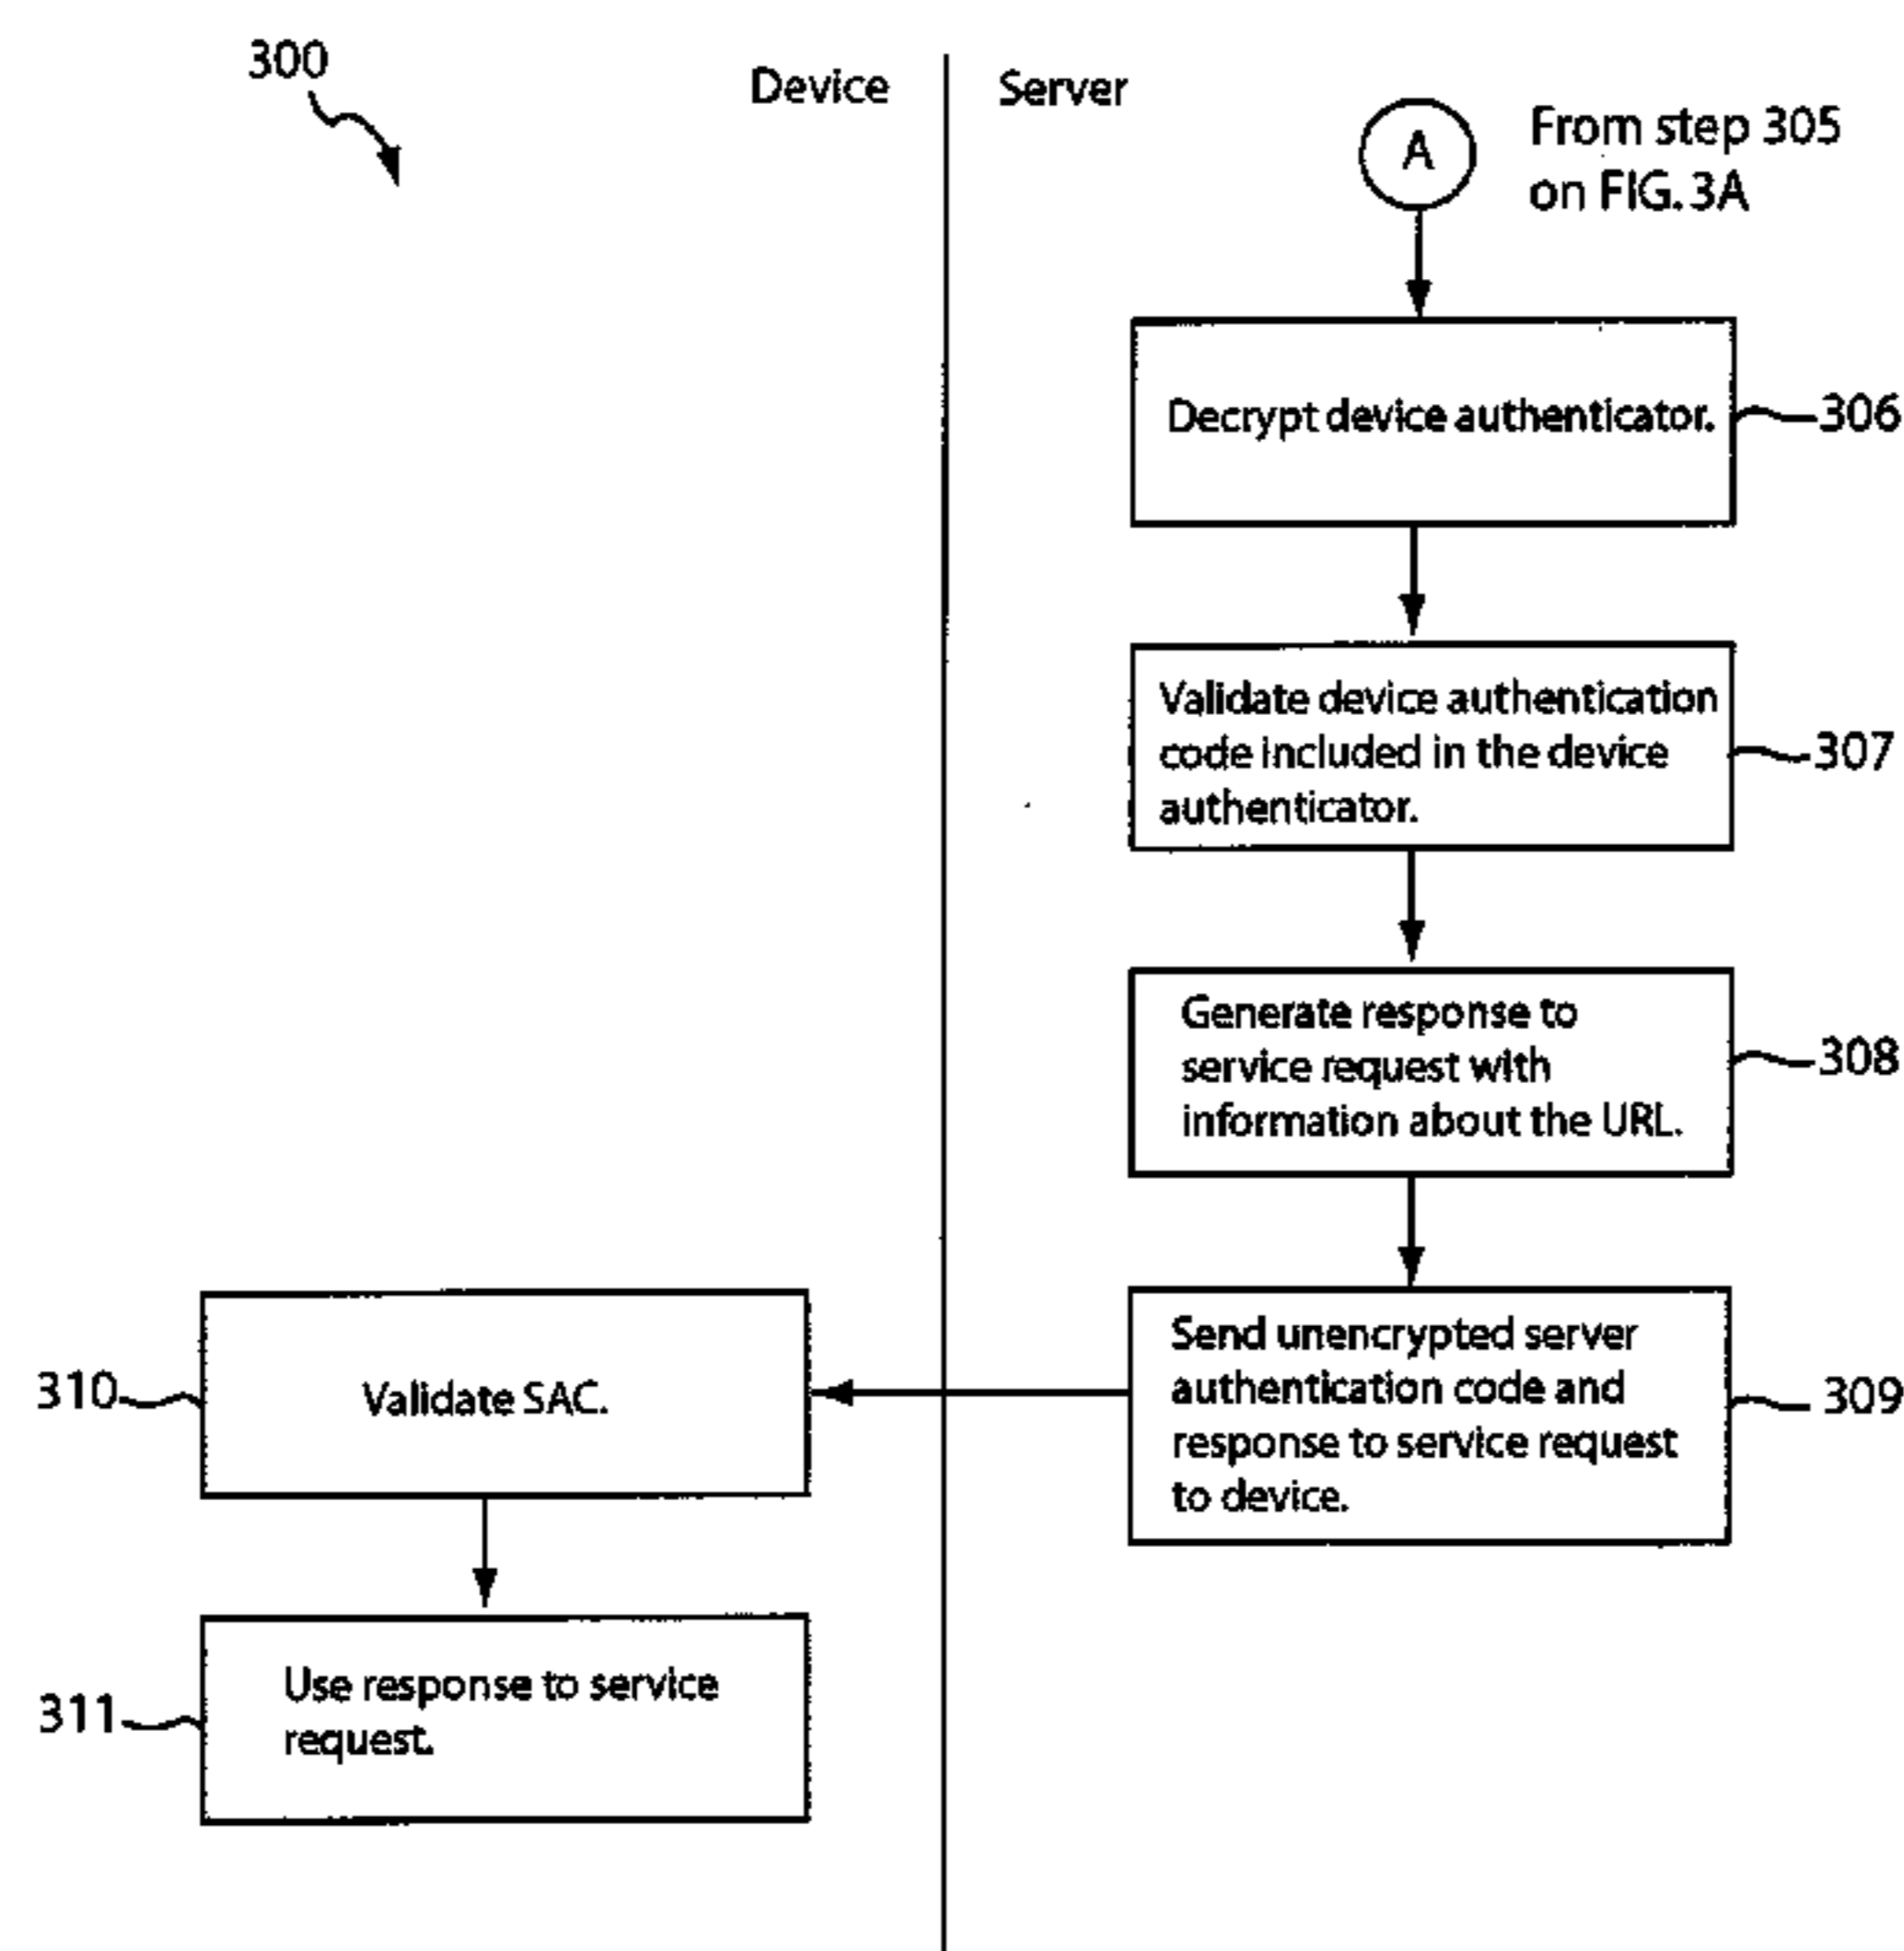 300
Device
Server
A
From step 305
on FIG. 3A
Decrypt device authenticator.
306
Validate device authentication
code included in the device
authenticator.
307
Generate response to
service request with
information about the URL.
308
Send unencrypted server
authentication code and
response to service request
to device.
309
310
Validate SAC.
311
Use response to service
request.